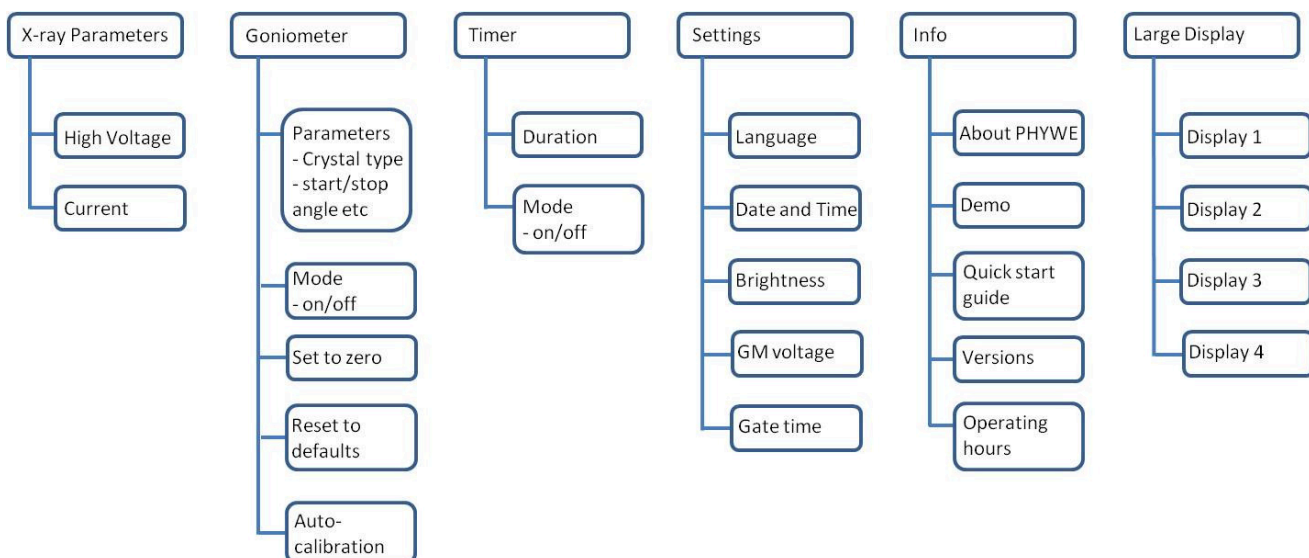 X-ray Parameters
High Voltage
Current
Goniometer
Parameters
- Crystal type
- start/stop
angle etc
Mode
- on/off
Set to zero
Reset to
defaults
Auto-
calibration
Timer
Duration
Mode
- on/off
Settings
Language
Date and Time
Brightness
GM voltage
Gate time
Info
About PHYWE
Demo
Quick start
guide
Versions
Operating
hours
Large Display
Display 1
Display 2
Display 3
Display 4